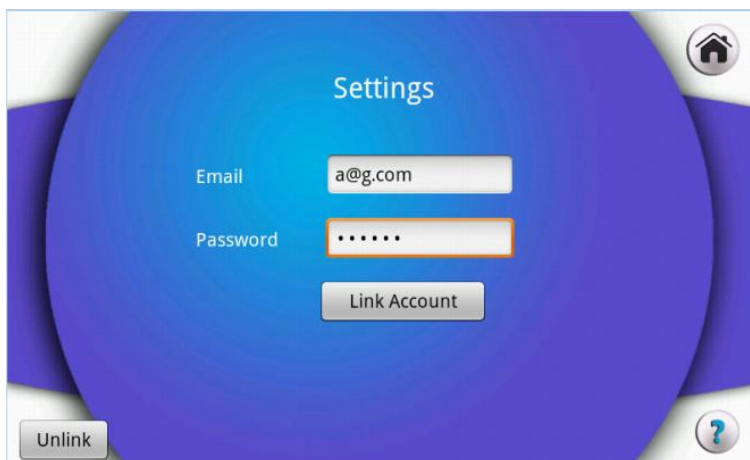 Settings
Email a@g.com
Password ••••••
Link Account
Unlink ?